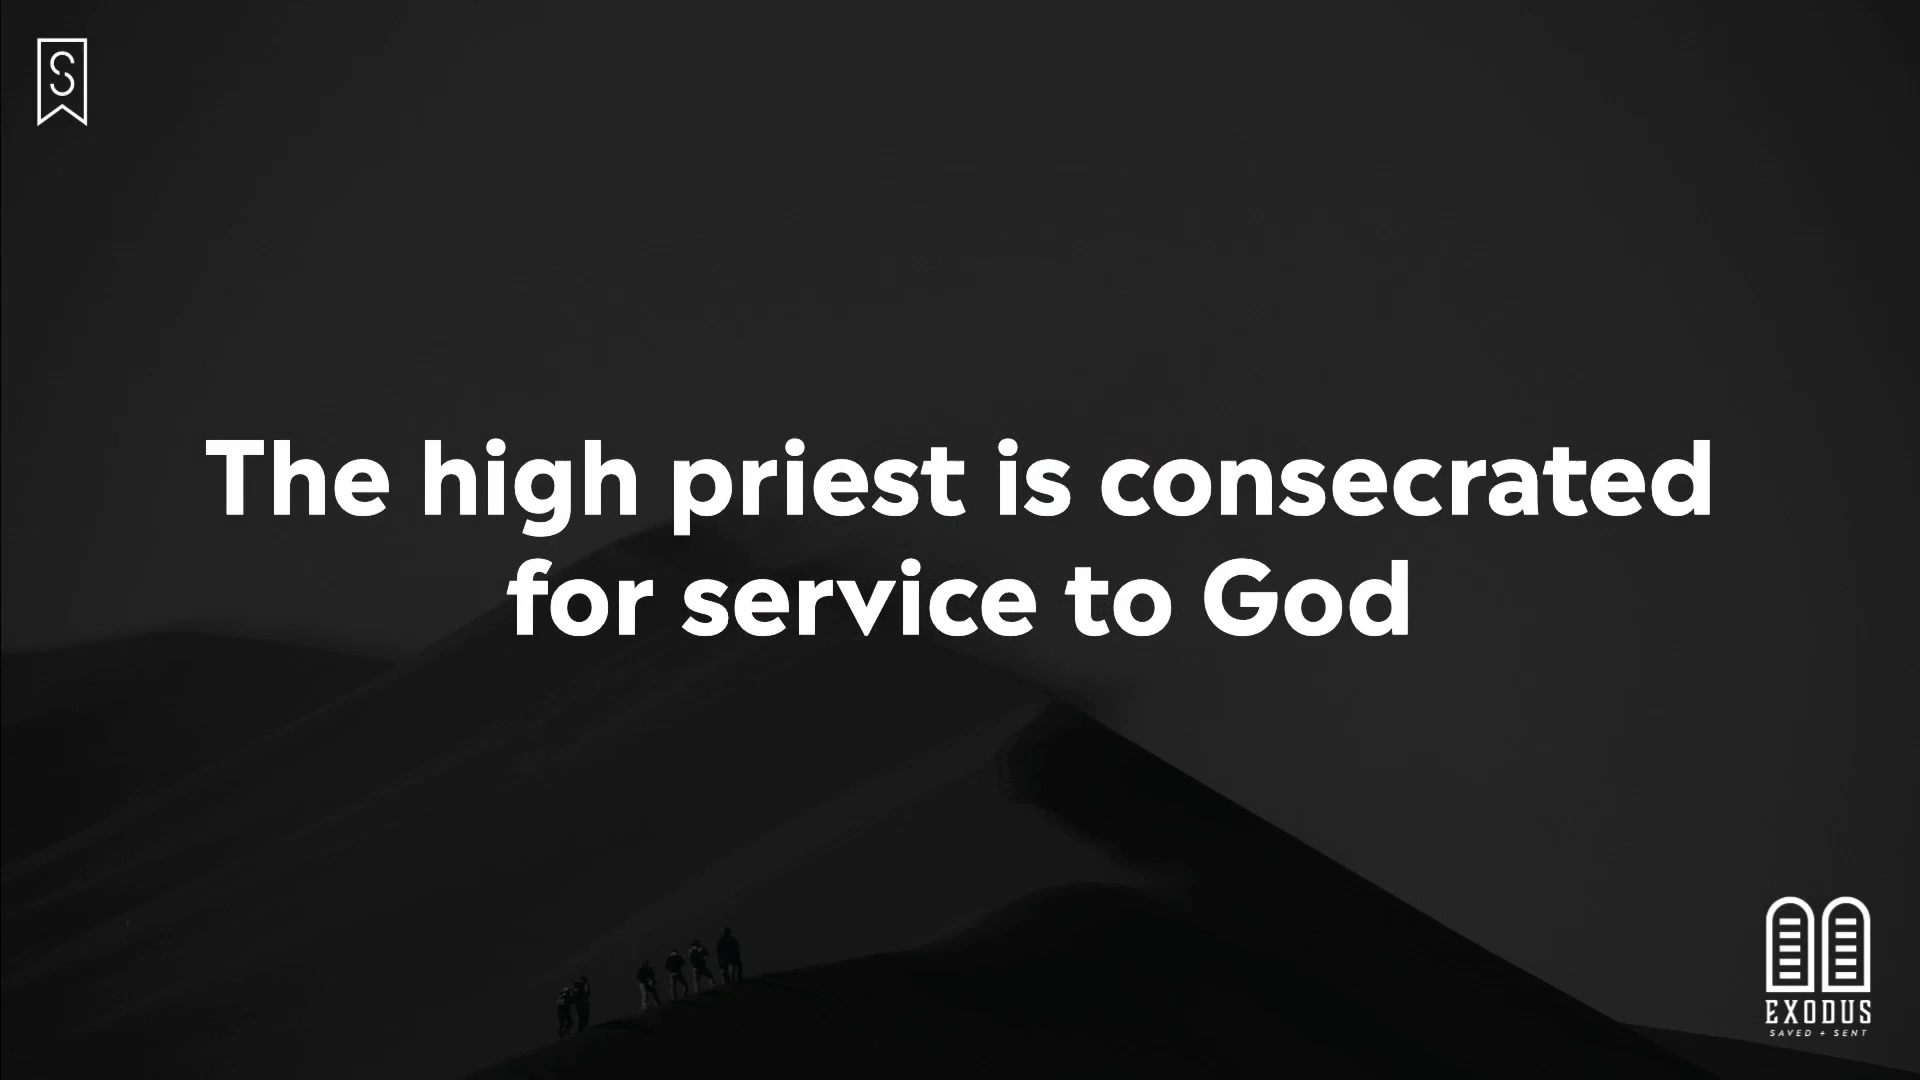 S
The high priest is consecrated
for service to God
EXODUS
SAVED + SENT